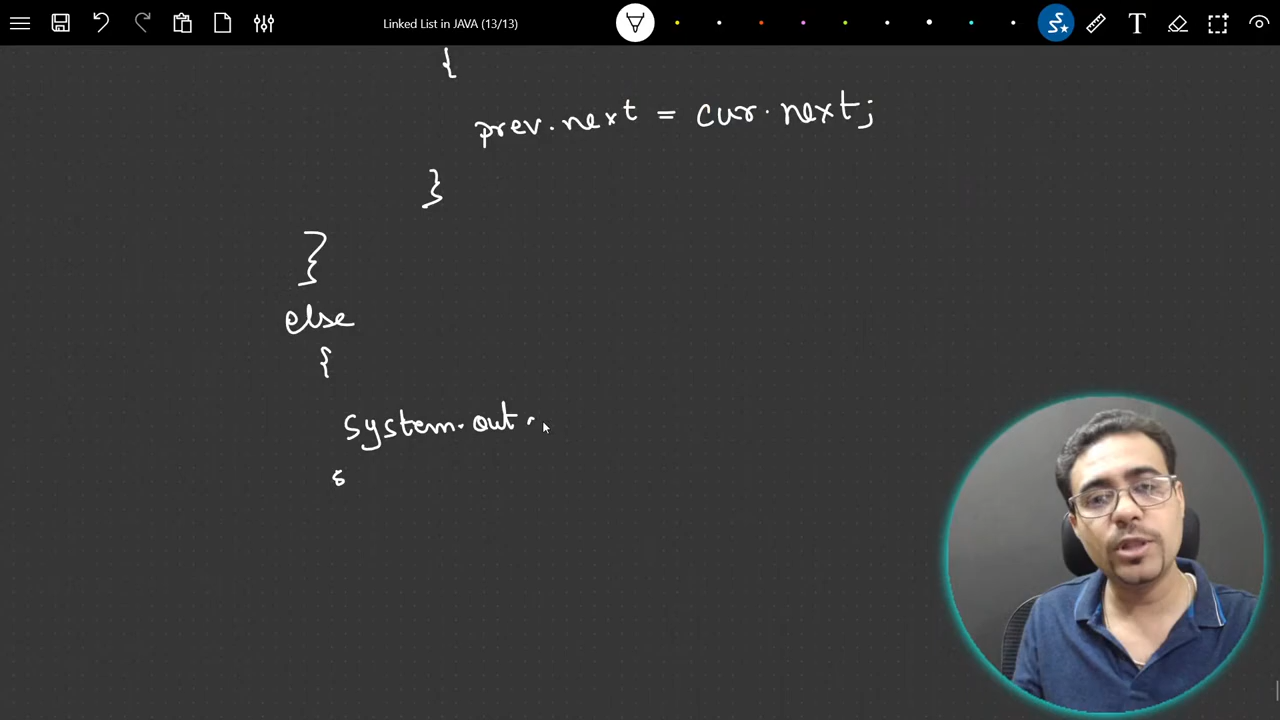 Linked List in JAVA (13/13)
T
{
prev.next = cur.next;
}
}
else
{
System.out.